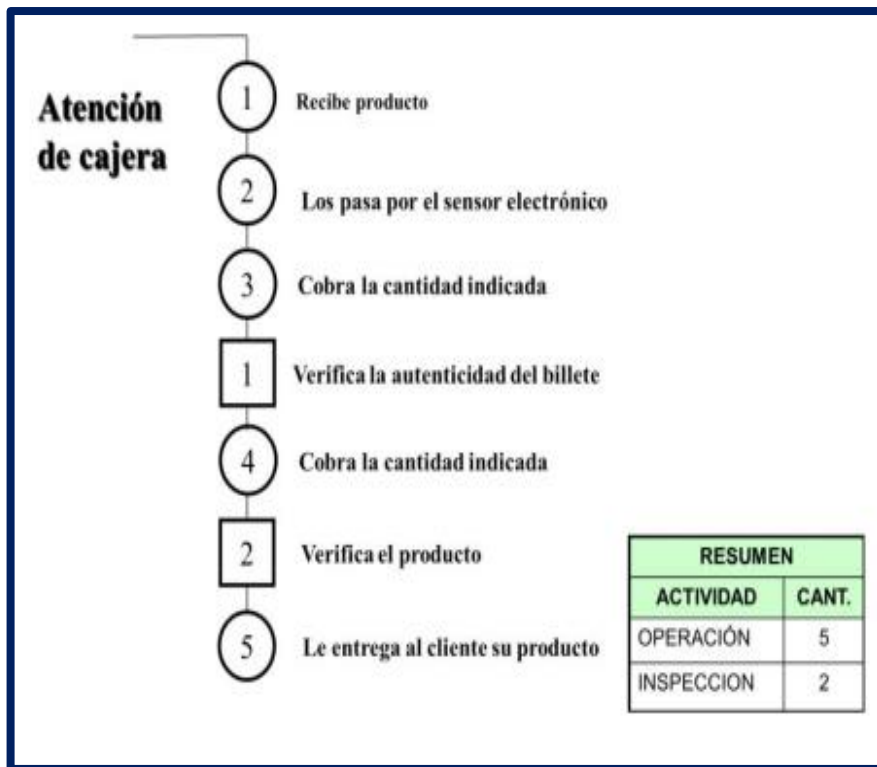 Atención
de cajera
1 Recibe producto
2 Los pasa por el sensor electrónico
3 Cobra la cantidad indicada
1 Verifica la autenticidad del billete
4 Cobra la cantidad indicada
2 Verifica el producto
5 Le entrega al cliente su producto
RESUMEN
ACTIVIDAD CANT.
OPERACIÓN 5
INSPECCION 2